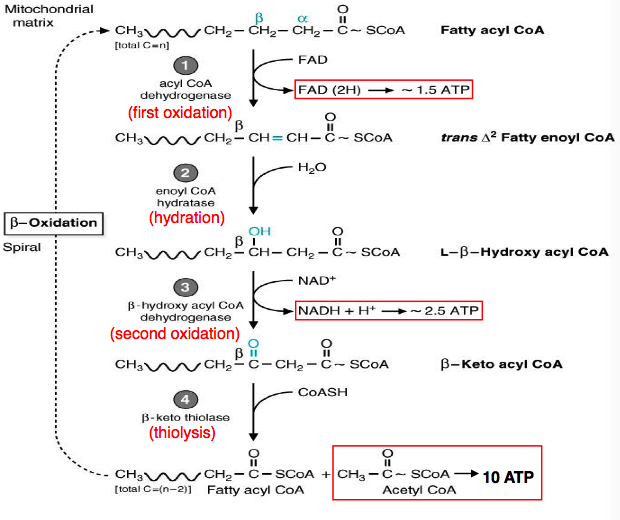 Mitochondrial
matrix
β α O
CH₃ CH₂ – CH₂ – CH₂ – C ~ SCoA Fatty acyl CoA
[total C=n]
1 FAD
acyl CoA
dehydrogenase FAD (2H) → ~ 1.5 ATP
(first oxidation)
β O
CH₃ CH₂ – CH = CH – C ~ SCoA trans Δ² Fatty enoyl CoA
2 H₂O
enoyl CoA
hydratase
(hydration)
β–Oxidation
Spiral
OH
β O
CH₃ CH₂ – CH – CH₂ – C ~ SCoA L–β–Hydroxy acyl CoA
3 NAD⁺
β-hydroxy acyl CoA
dehydrogenase NADH + H⁺ → ~ 2.5 ATP
(second oxidation)
O O
β
CH₃ CH₂ – C – CH₂ – C ~ SCoA β–Keto acyl CoA
4 CoASH
β-keto thiolase
(thiolysis)
O O
CH₃ CH₂ – C – SCoA + CH₃ – C ~ SCoA → 10 ATP
[total C=(n–2)] Fatty acyl CoA Acetyl CoA